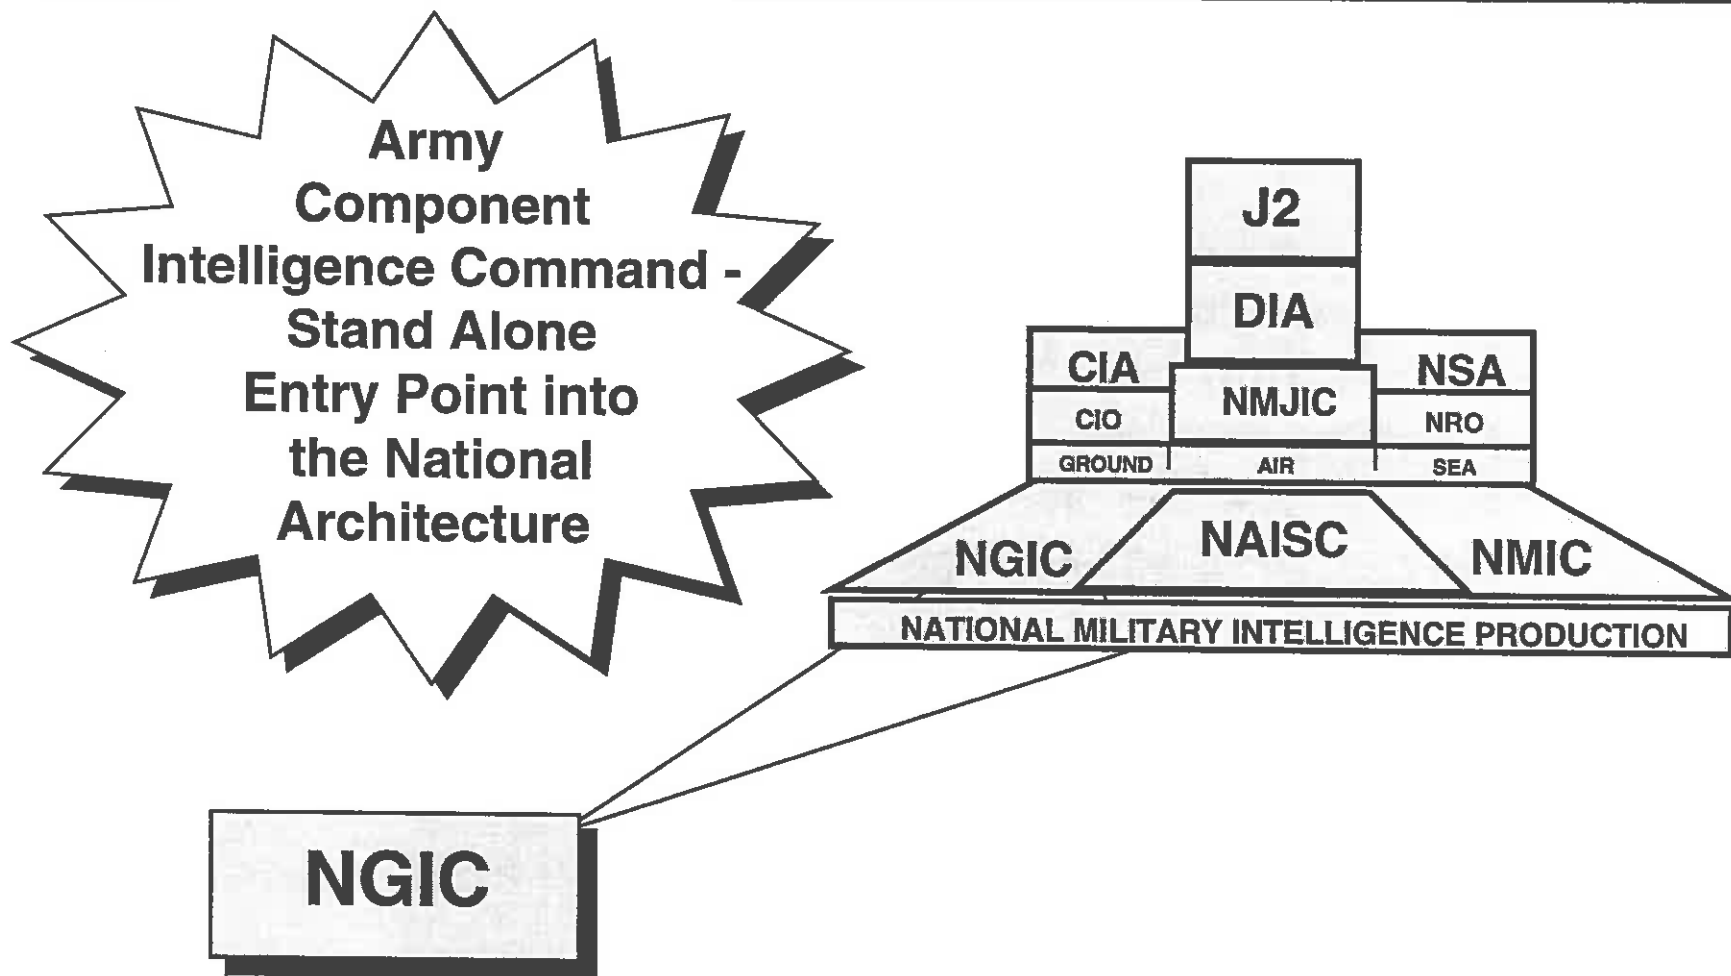 Army
Component
Intelligence Command -
Stand Alone
Entry Point into
the National
Architecture
J2
DIA
CIA
NMJIC
NSA
CIO
NRO
GROUND
AIR
SEA
NGIC
NAISC
NMIC
NATIONAL MILITARY INTELLIGENCE PRODUCTION
NGIC